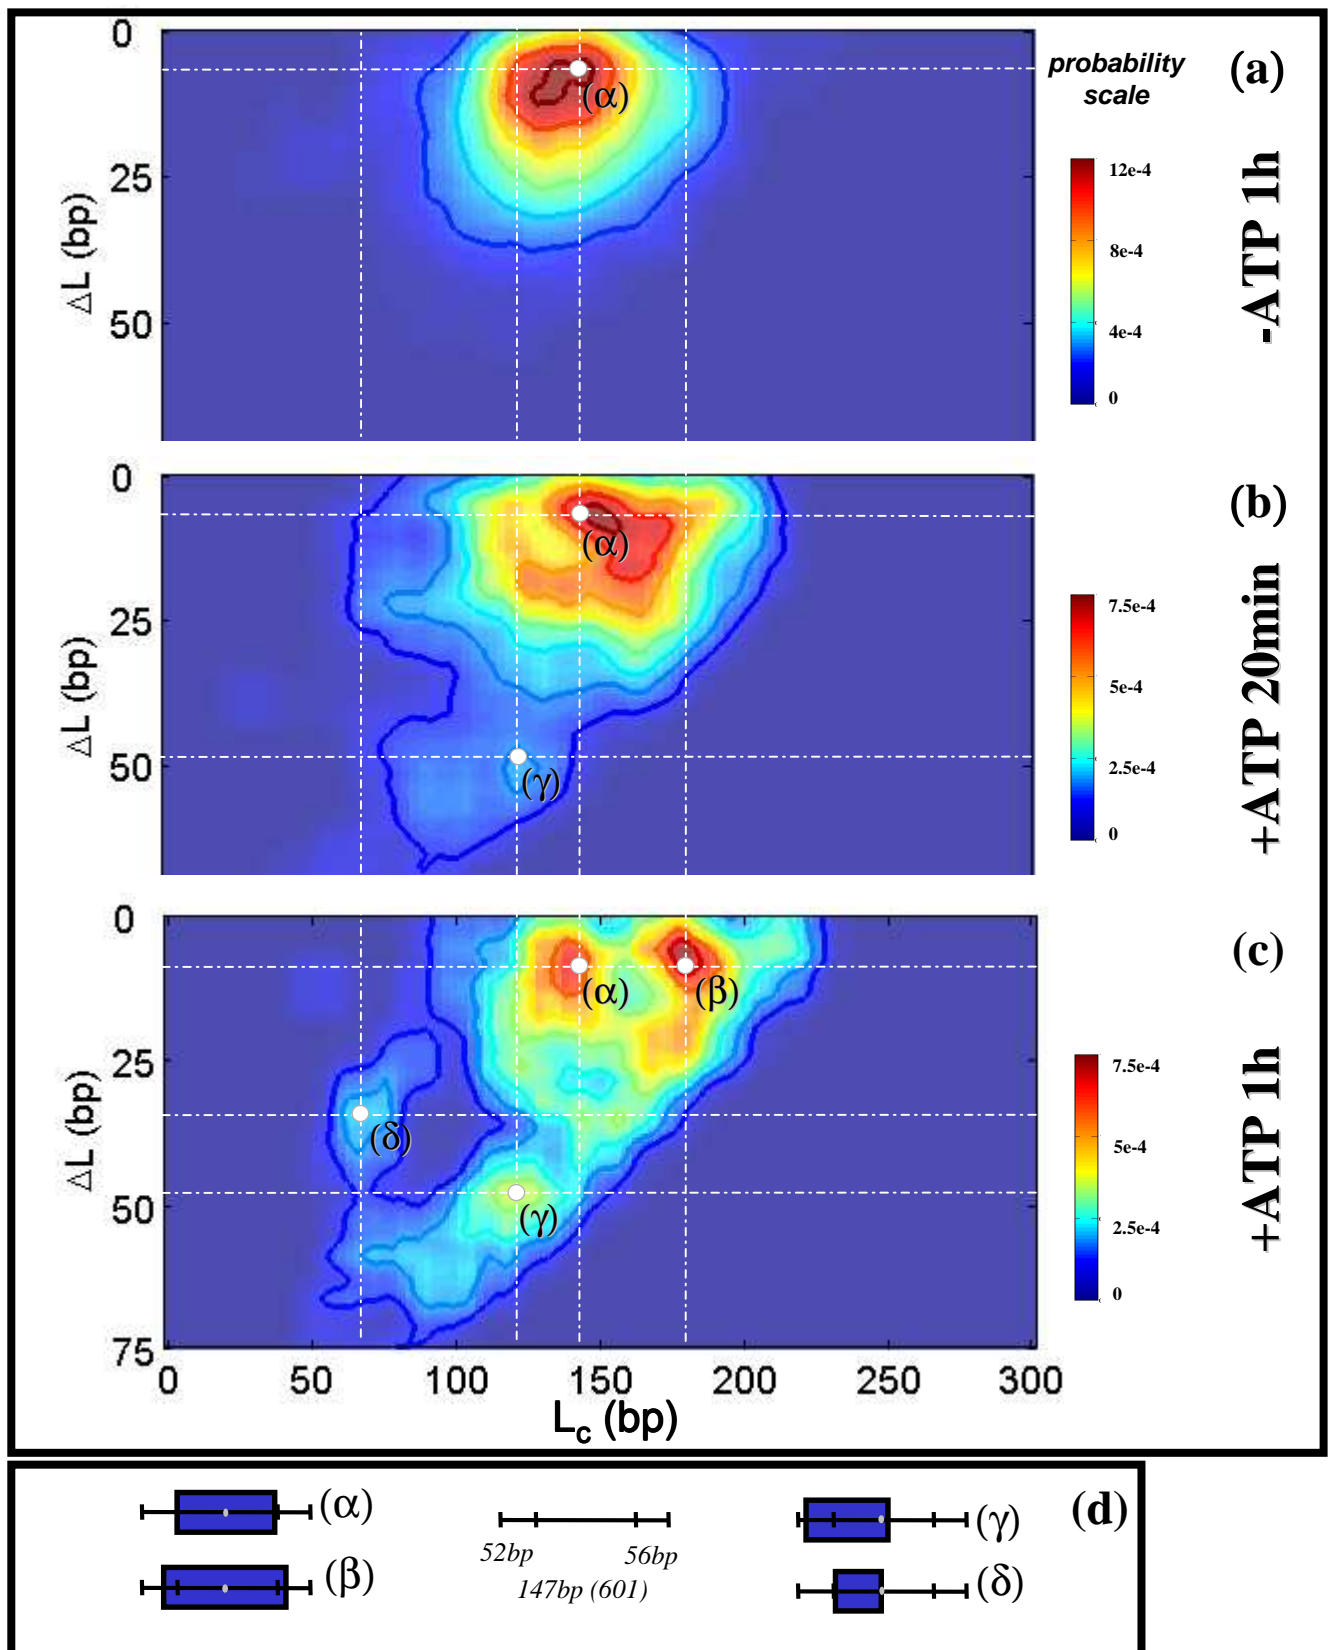 0
25
50
ΔL (bp)
(α)
probability
scale
12e-4
8e-4
4e-4
0
(a)
-ATP 1h
0
25
50
ΔL (bp)
(α)
(γ)
7.5e-4
5e-4
2.5e-4
0
(b)
+ATP 20min
0
25
50
75
ΔL (bp)
(α)
(β)
(δ)
(γ)
0 50 100 150 200 250 300
Lc (bp)
7.5e-4
5e-4
2.5e-4
0
(c)
+ATP 1h
(α)
(β)
52bp 56bp
147bp (601)
(γ)
(δ)
(d)